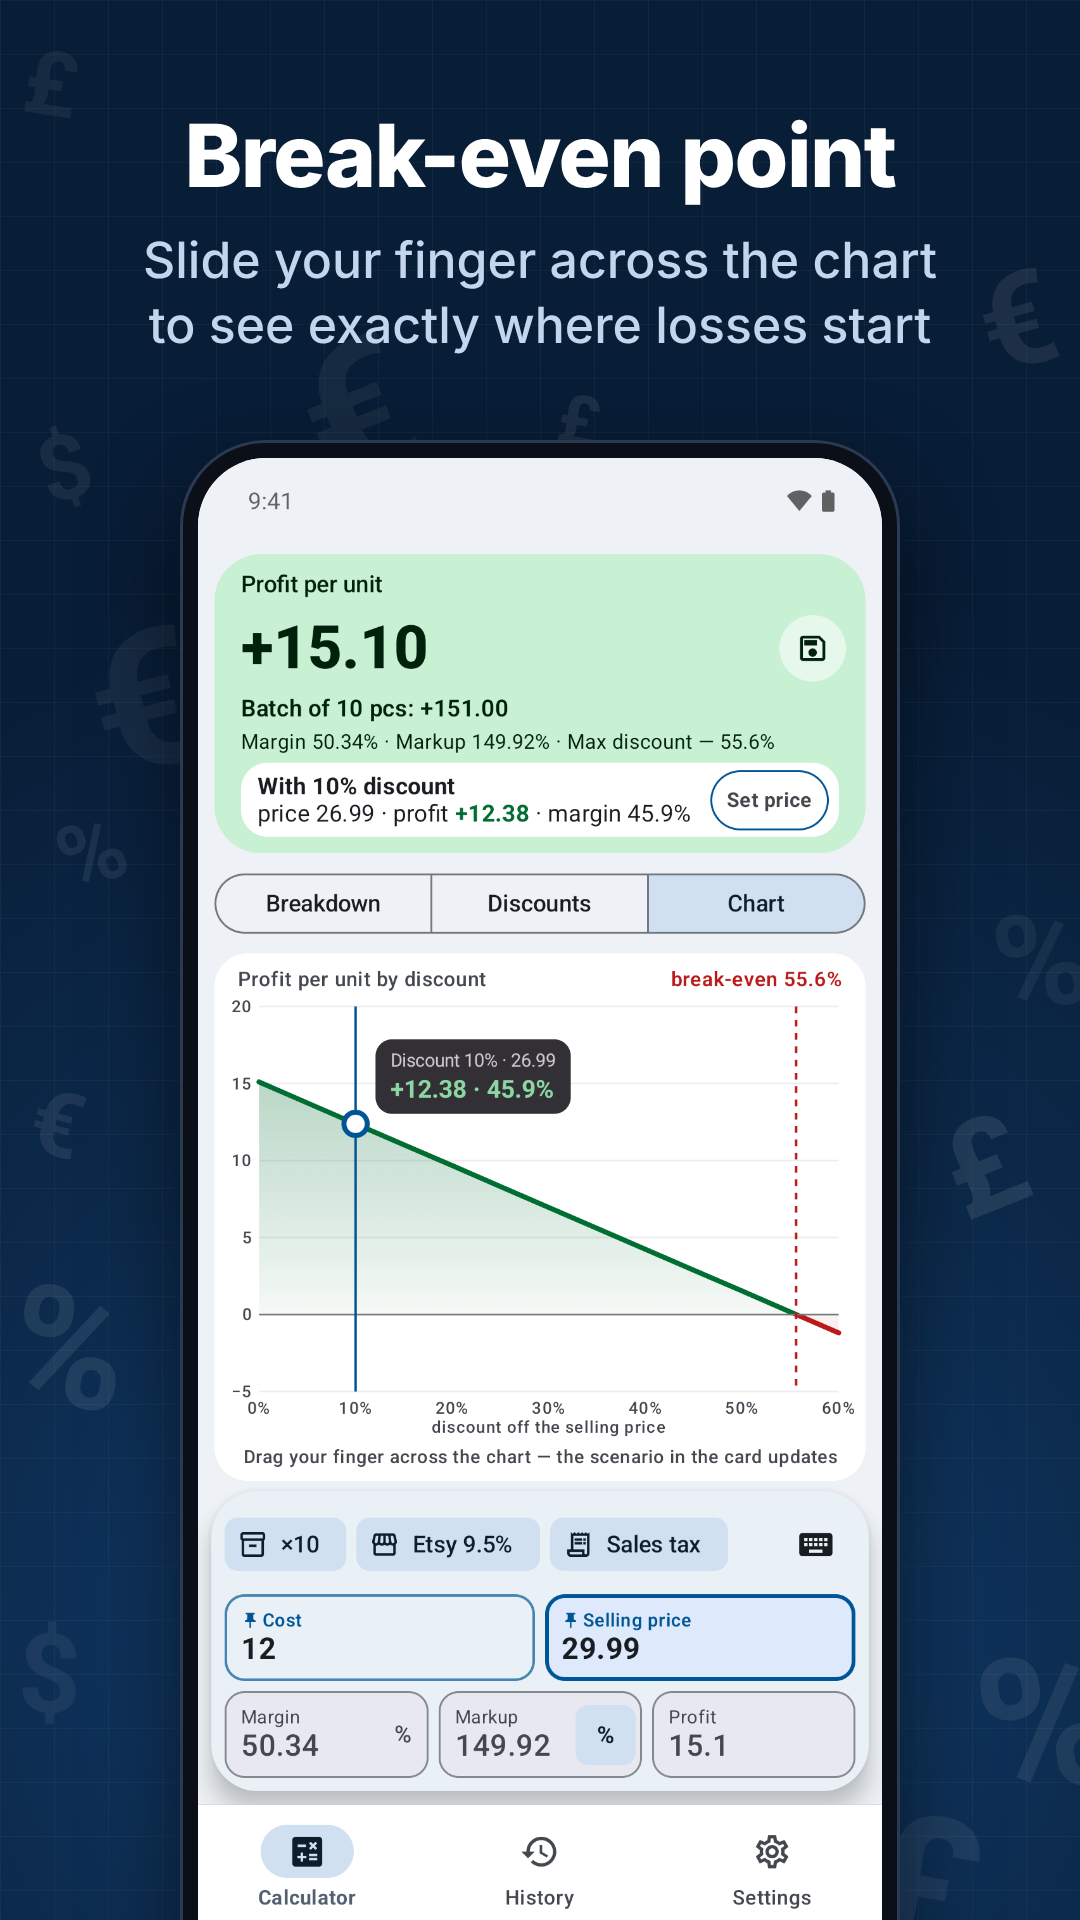 Break-even point
Slide your finger across the chart
to see exactly where losses start
9:41
Profit per unit
+15.10
Batch of 10 pcs: +151.00
Margin 50.34% · Markup 149.92% · Max discount — 55.6%
With 10% discount
price 26.99 · profit +12.38 · margin 45.9%
Set price
Breakdown
Discounts
Chart
Profit per unit by discount
break-even 55.6%
20
Discount 10% · 26.99
15
+12.38 · 45.9%
10
5
0
−5
0% 10% 20% 30% 40% 50% 60%
discount off the selling price
Drag your finger across the chart — the scenario in the card updates
×10
Etsy 9.5%
Sales tax
Cost
12
Selling price
29.99
Margin
50.34 %
Markup
149.92 %
Profit
15.1
Calculator
History
Settings